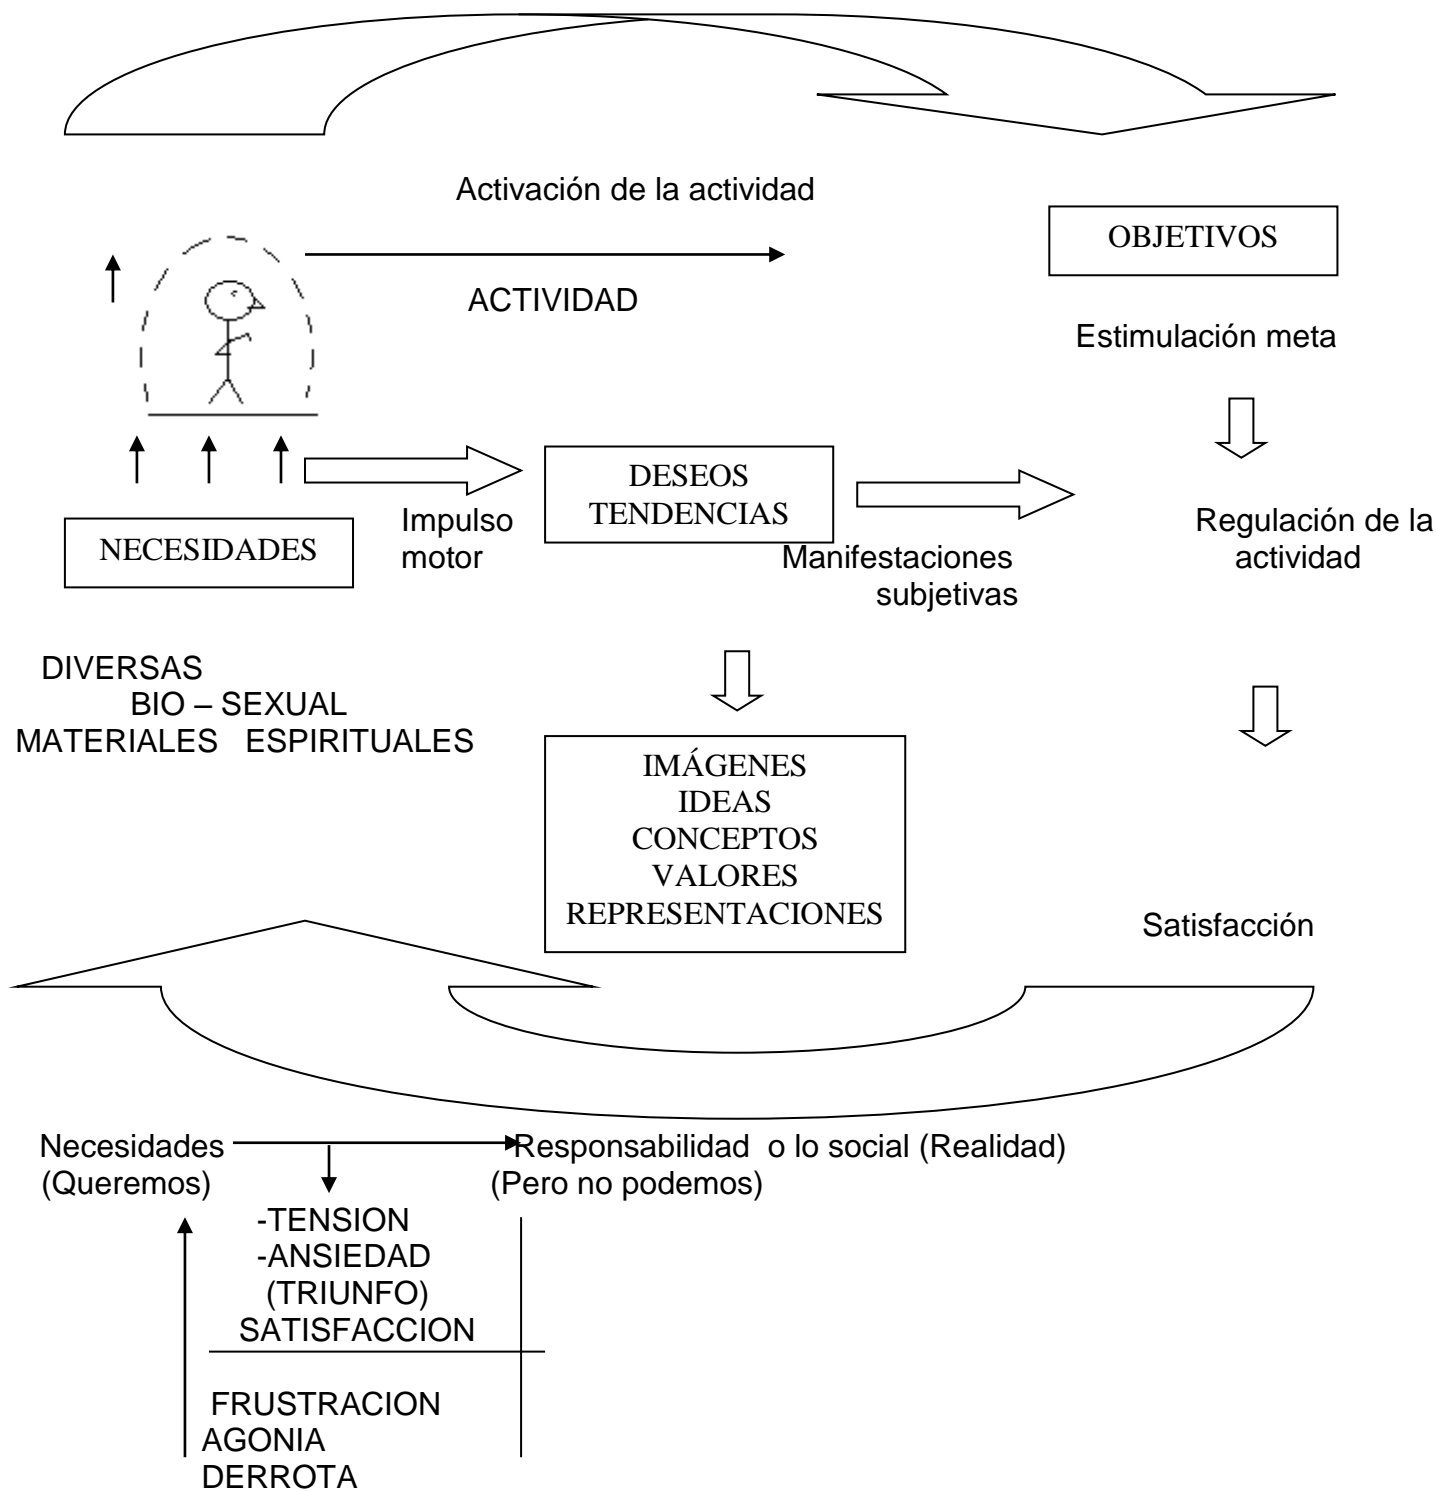 Activación de la actividad
OBJETIVOS
ACTIVIDAD
Estimulación meta
DESEOS
TENDENCIAS
Impulso
motor
NECESIDADES
Manifestaciones
subjetivas
Regulación de la
actividad
DIVERSAS
BIO – SEXUAL
MATERIALES ESPIRITUALES
IMÁGENES
IDEAS
CONCEPTOS
VALORES
REPRESENTACIONES
Satisfacción
Necesidades
(Queremos)
Responsabilidad o lo social (Realidad)
(Pero no podemos)
-TENSION
-ANSIEDAD
(TRIUNFO)
SATISFACCION
FRUSTRACION
AGONIA
DERROTA